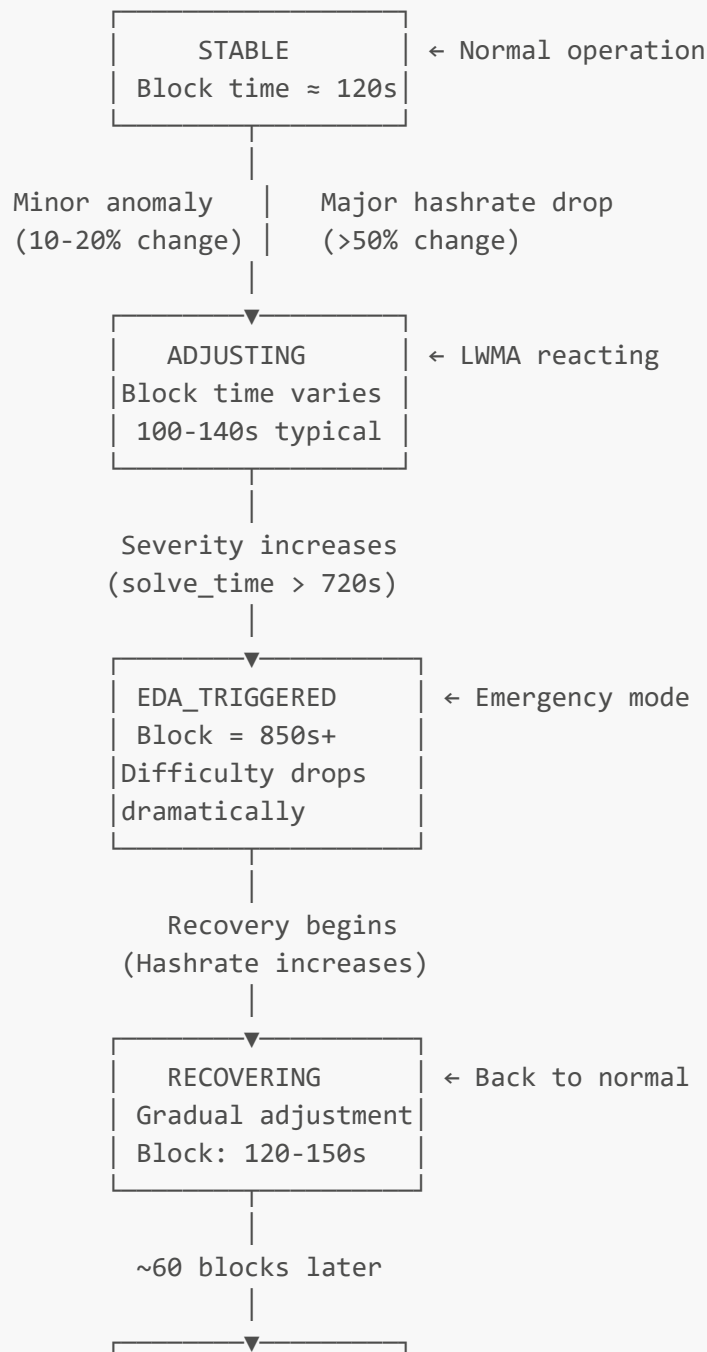 STABLE ← Normal operation
Block time ≈ 120s
Minor anomaly Major hashrate drop
(10-20% change) (>50% change)
ADJUSTING ← LWMA reacting
Block time varies
100-140s typical
Severity increases
(solve_time > 720s)
EDA_TRIGGERED ← Emergency mode
Block = 850s+
Difficulty drops
dramatically
Recovery begins
(Hashrate increases)
RECOVERING ← Back to normal
Gradual adjustment
Block: 120-150s
~60 blocks later